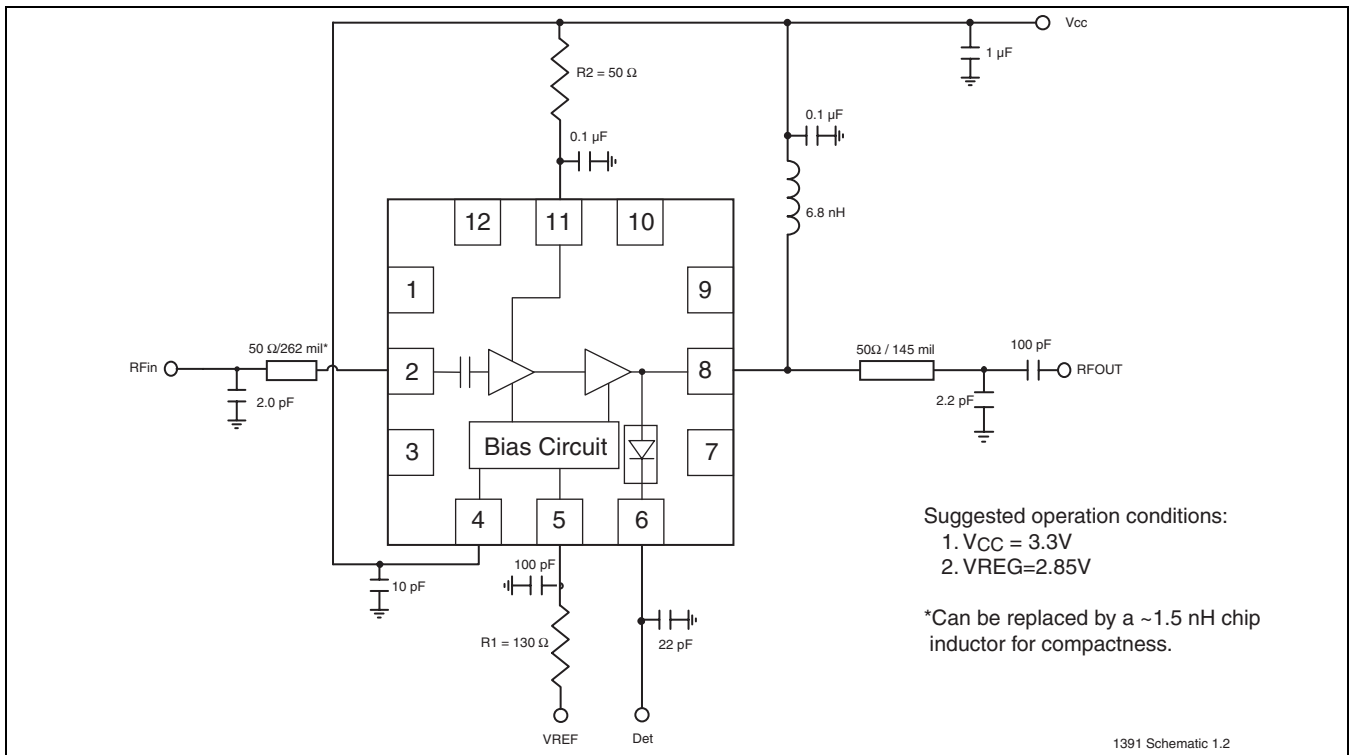 Vcc
1 µF
R2 = 50 Ω
0.1 µF
0.1 µF
6.8 nH
12
11
10
1
9
RFin
50 Ω/262 mil*
2
8
50Ω / 145 mil
100 pF
RFOUT
2.0 pF
2.2 pF
3
Bias Circuit
7
4
5
6
10 pF
100 pF
R1 = 130 Ω
22 pF
VREF
Det
Suggested operation conditions:
1. VCC = 3.3V
2. VREG=2.85V
*Can be replaced by a ~1.5 nH chip
inductor for compactness.
1391 Schematic 1.2